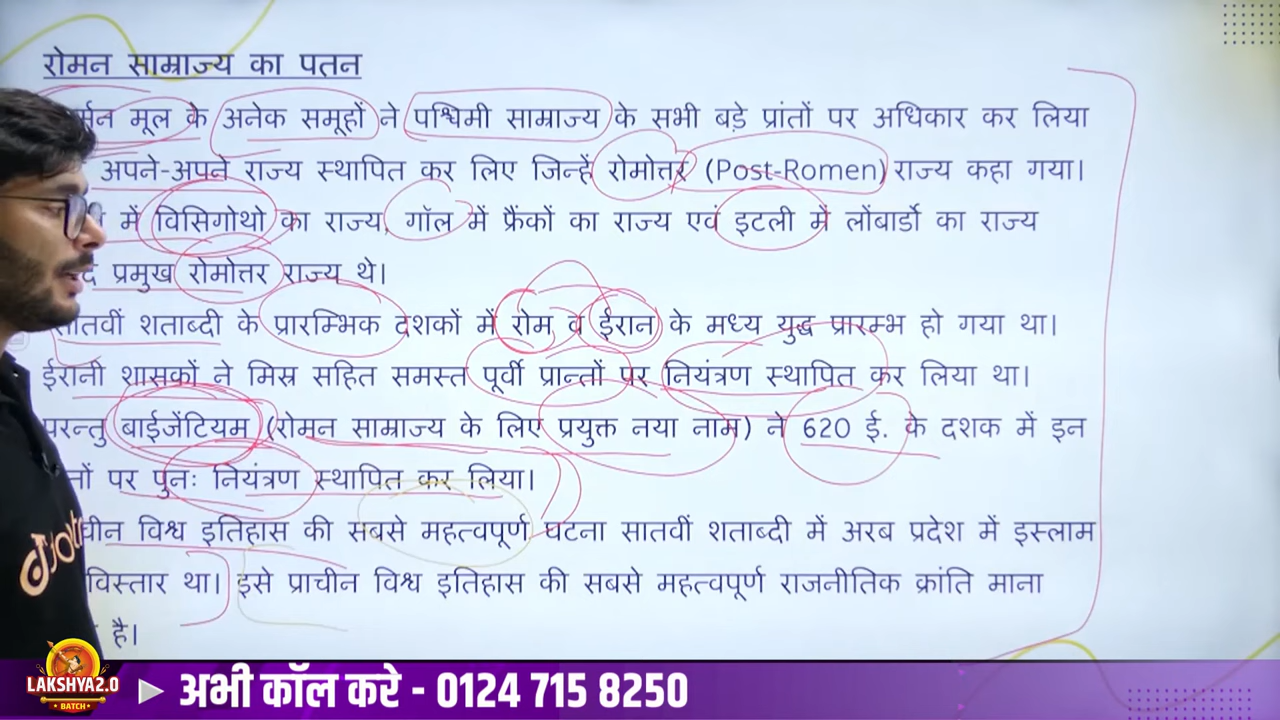 रोमन साम्राज्य का पतन
मूल के अनेक समूहों ने पश्चिमी साम्राज्य के सभी बड़े प्रांतों पर अधिकार कर लिया
अपने-अपने राज्य स्थापित कर लिए जिन्हें रोमोत्तर (Post-Romen) राज्य कहा गया।
में विसिगोथो का राज्य, गॉल में फ्रैंकों का राज्य एवं इटली में लोंबार्डो का राज्य
प्रमुख रोमोत्तर राज्य थे।
सातवीं शताब्दी के प्रारम्भिक दशकों में रोम व ईरान के मध्य युद्ध प्रारम्भ हो गया था।
ईरानी शासकों ने मिस्र सहित समस्त पूर्वी प्रान्तों पर नियंत्रण स्थापित कर लिया था।
परन्तु बाईजेंटियम (रोमन साम्राज्य के लिए प्रयुक्त नया नाम) ने 620 ई. के दशक में इन
पर पुनः नियंत्रण स्थापित कर लिया।
विश्व इतिहास की सबसे महत्वपूर्ण घटना सातवीं शताब्दी में अरब प्रदेश में इस्लाम
विस्तार था। इसे प्राचीन विश्व इतिहास की सबसे महत्वपूर्ण राजनीतिक क्रांति माना
है।
LAKSHYA2.0
BATCH
अभी कॉल करे - 0124 715 8250